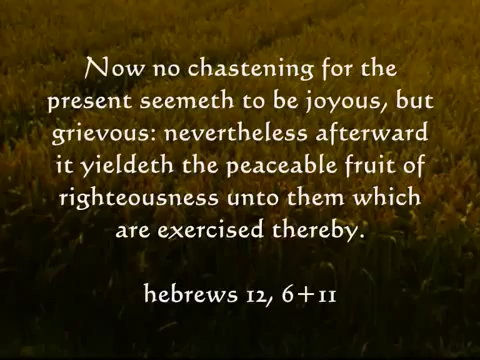 Now no chastening for the
present seemeth to be joyous, but
grievous: nevertheless afterward
it yieldeth the peaceable fruit of
righteousness unto them which
are exercised thereby.
hebrews 12, 6+11